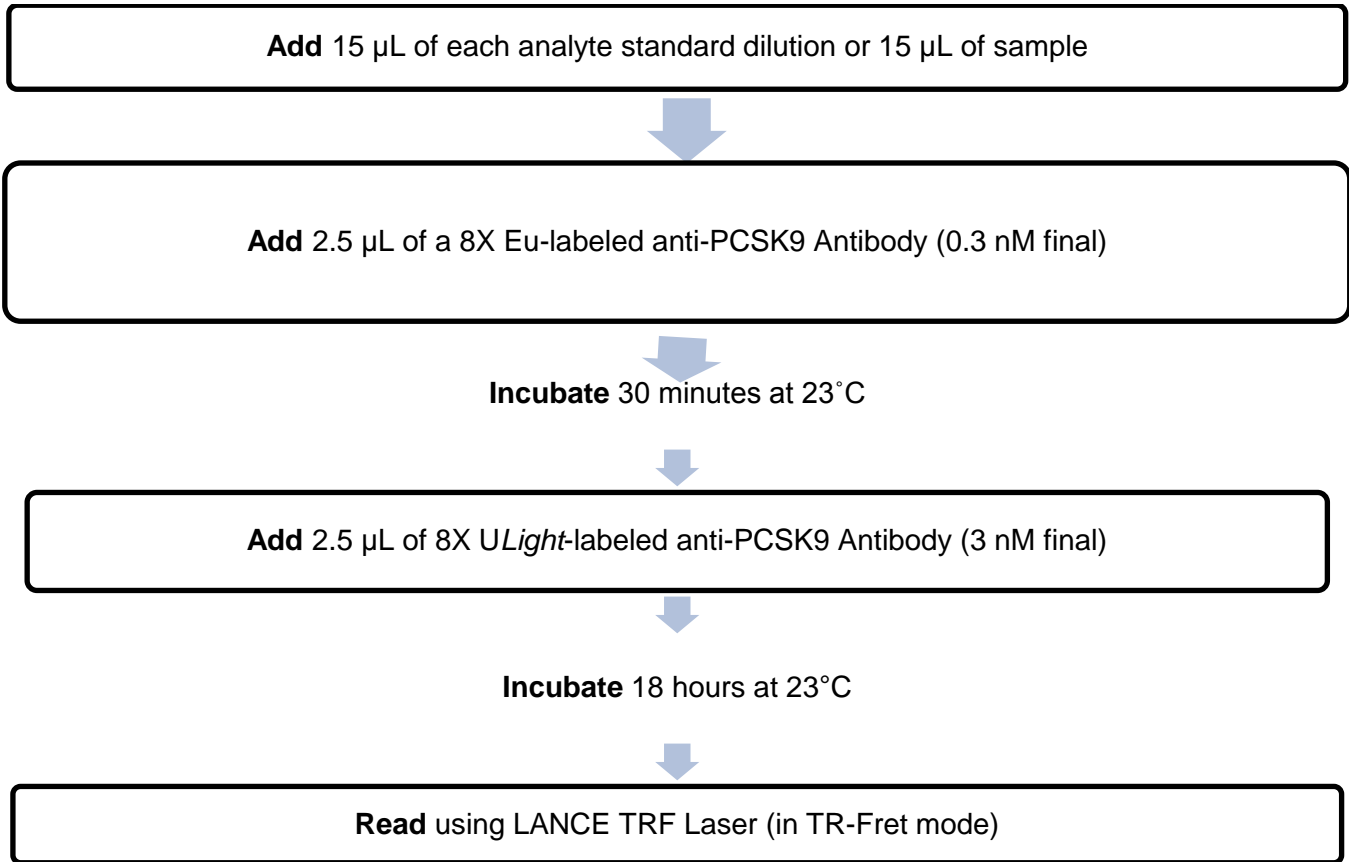 Add 15 µL of each analyte standard dilution or 15 µL of sample
Add 2.5 µL of a 8X Eu-labeled anti-PCSK9 Antibody (0.3 nM final)
Incubate 30 minutes at 23˚C
Add 2.5 µL of 8X ULight-labeled anti-PCSK9 Antibody (3 nM final)
Incubate 18 hours at 23°C
Read using LANCE TRF Laser (in TR-Fret mode)